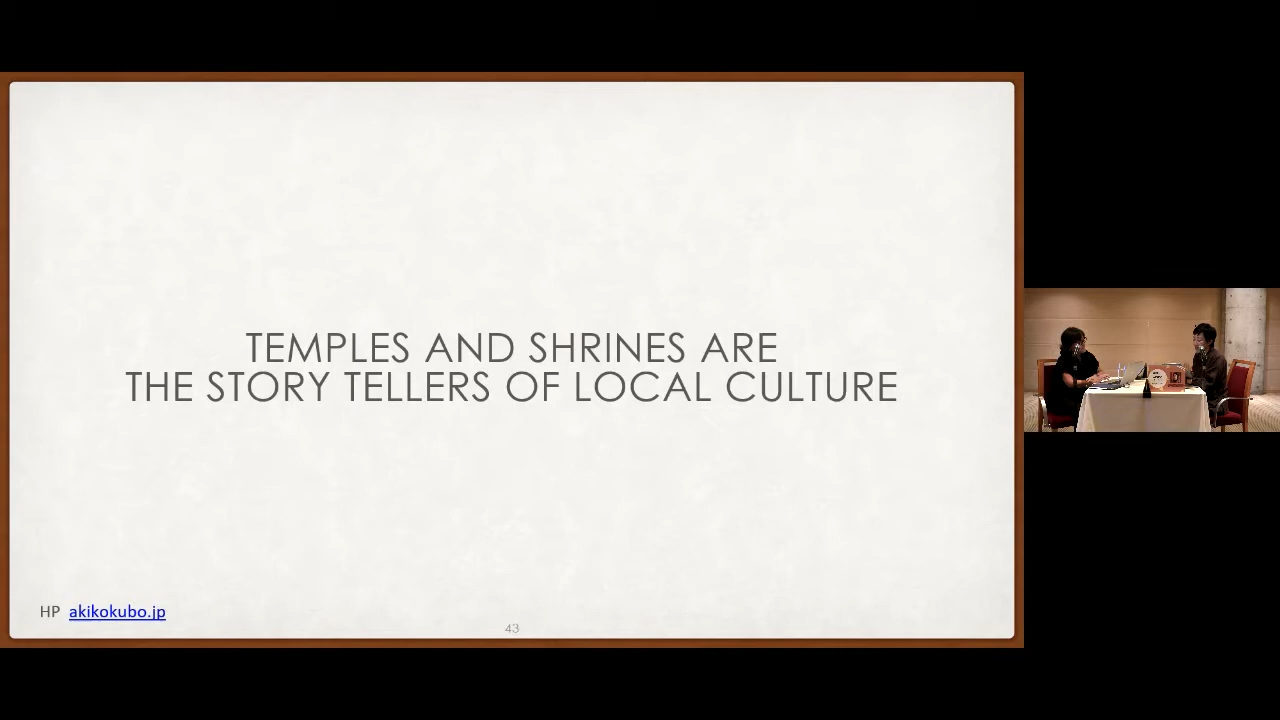 TEMPLES AND SHRINES ARE
THE STORY TELLERS OF LOCAL CULTURE
HP akikokubo.jp
43